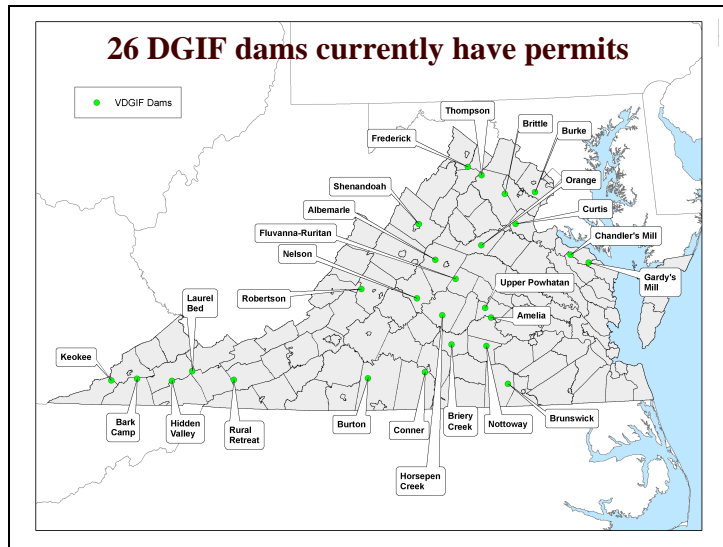 26 DGIF dams currently have permits
VDGIF Dams
Thompson
Brittle
Burke
Frederick
Orange
Shenandoah
Albemarle
Curtis
Fluvanna-Ruritan
Chandler's Mill
Nelson
Gardy's
Mill
Upper Powhatan
Robertson
Laurel
Bed
Amelia
Keokee
Bark
Camp
Hidden
Valley
Rural
Retreat
Burton
Conner
Briery
Creek
Nottoway
Brunswick
Horsepen
Creek